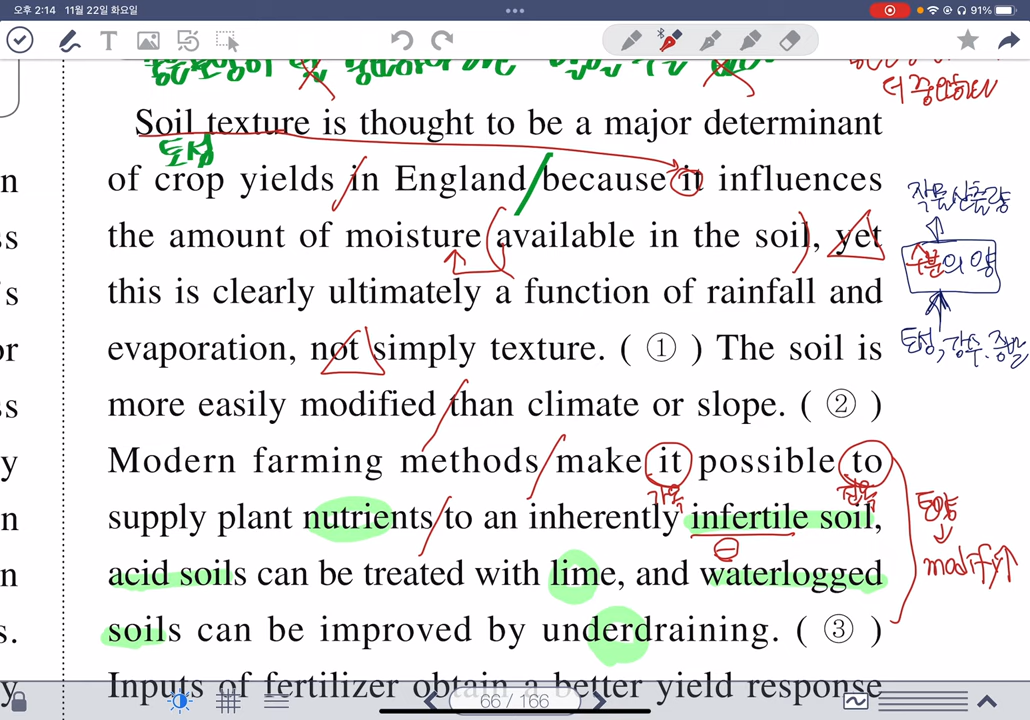 오후 2:14 11월 22일 화요일
91%
더 중요하다
Soil texture is thought to be a major determinant
토성
n of crop yields in England because it influences
작물산출량
ss the amount of moisture (available in the soil), yet
수분의 양
's this is clearly ultimately a function of rainfall and
or evaporation, not simply texture. ( ① ) The soil is
토성, 강수, 증발
ss more easily modified than climate or slope. ( ② )
y Modern farming methods make it possible to
가목 진목
n supply plant nutrients to an inherently infertile soil,
토양
modify↑
n acid soils can be treated with lime, and waterlogged
s. soils can be improved by underdraining. ( ③ )
y Inputs of fertilizer obtain a better yield response
66 / 166